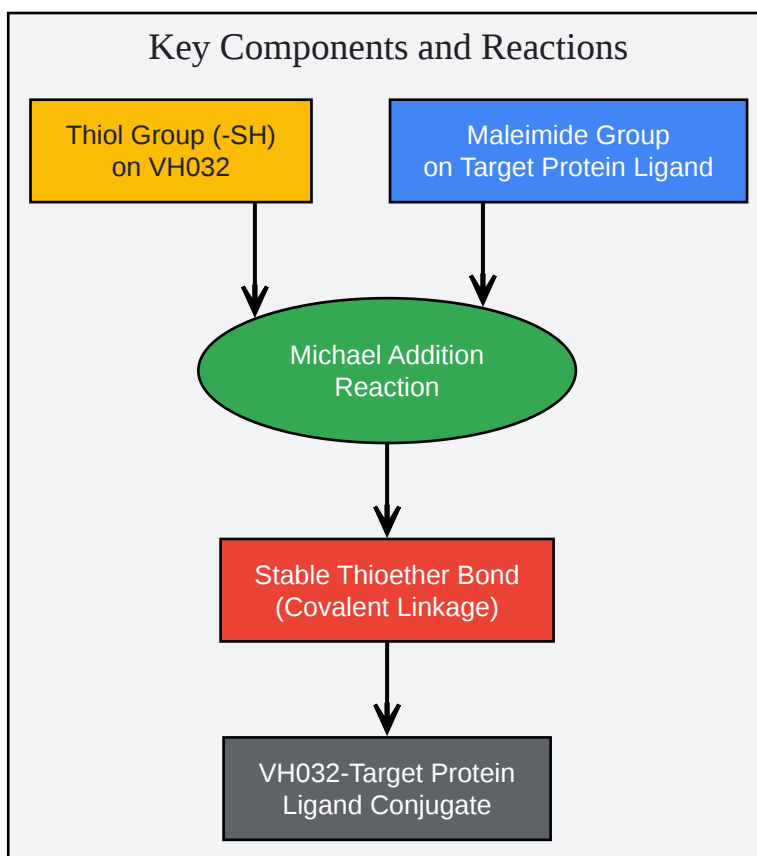 Key Components and Reactions
Thiol Group (-SH)
on VH032
Maleimide Group
on Target Protein Ligand
Michael Addition
Reaction
Stable Thioether Bond
(Covalent Linkage)
VH032-Target Protein
Ligand Conjugate